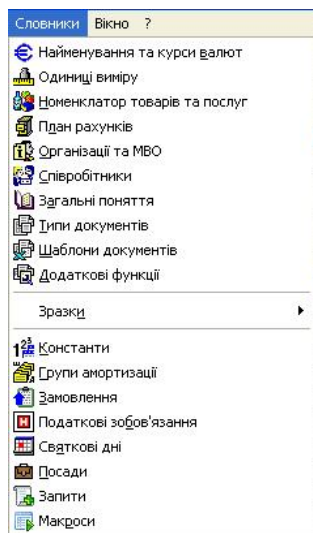 Словники Вікно ?
Найменування та курси валют
Одиниці виміру
Номенклатор товарів та послуг
План рахунків
Організації та МВО
Співробітники
Загальні поняття
Типи документів
Шаблони документів
Додаткові функції
Зразки
Константи
Групи амортизації
Замовлення
Податкові зобов'язання
Святкові дні
Посади
Запити
Макроси